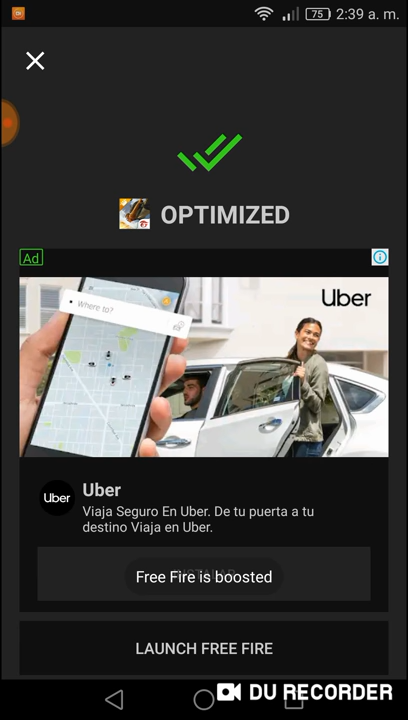 75 2:39 a. m.
OPTIMIZED
Ad
Uber
Where to?
Uber
Uber
Viaja Seguro En Uber. De tu puerta a tu
destino Viaja en Uber.
Free Fire is boosted
LAUNCH FREE FIRE
DU RECORDER